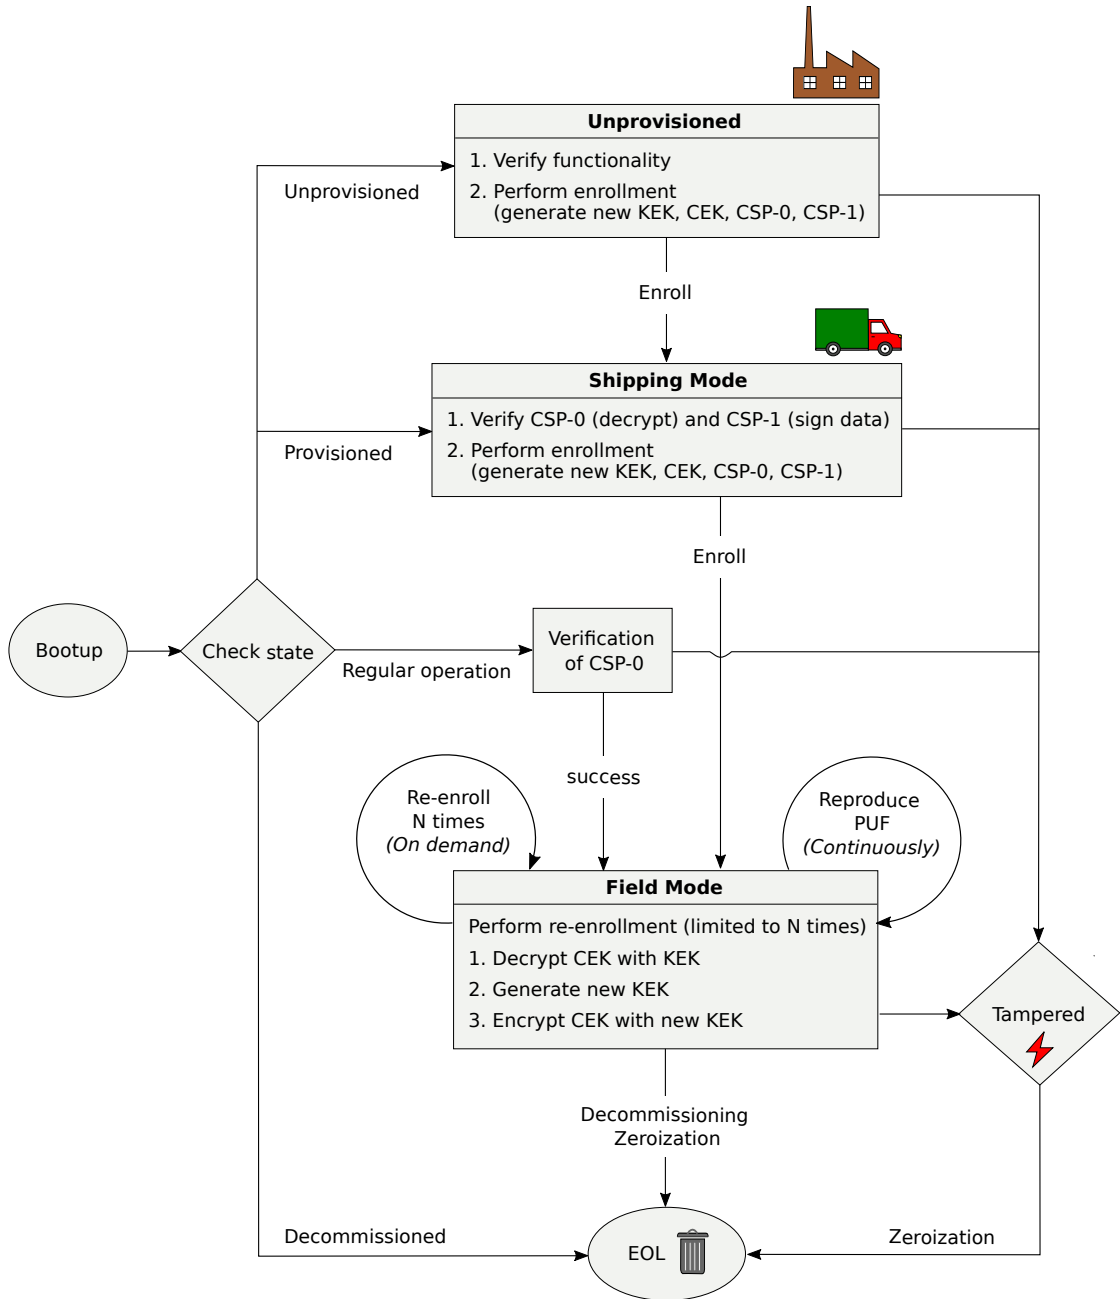 Unprovisioned
1. Verify functionality
2. Perform enrollment
(generate new KEK, CEK, CSP-0, CSP-1)
Unprovisioned
Enroll
Shipping Mode
1. Verify CSP-0 (decrypt) and CSP-1 (sign data)
2. Perform enrollment
(generate new KEK, CEK, CSP-0, CSP-1)
Provisioned
Enroll
Bootup
Check state
Regular operation
Verification
of CSP-0
success
Re-enroll
N times
(On demand)
Reproduce
PUF
(Continuously)
Field Mode
Perform re-enrollment (limited to N times)
1. Decrypt CEK with KEK
2. Generate new KEK
3. Encrypt CEK with new KEK
Tampered
Decommissioning
Zeroization
Decommissioned
EOL
Zeroization